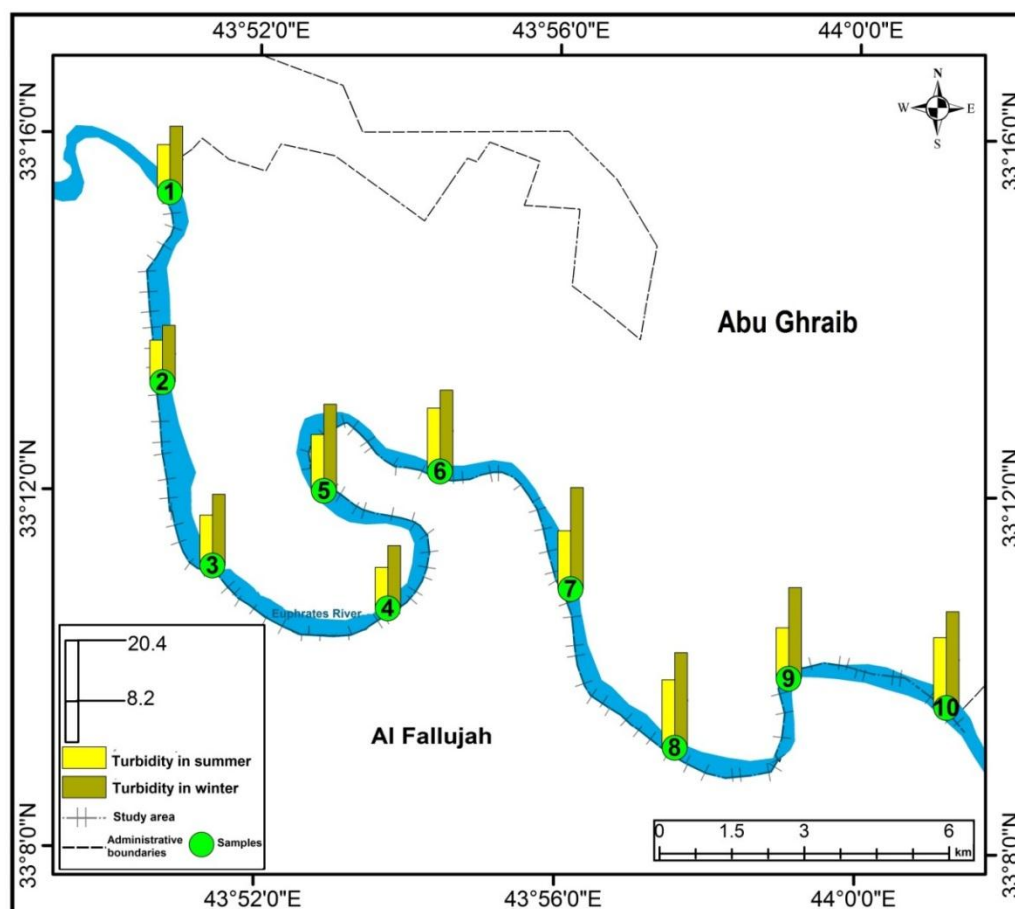 43°52'0"E 43°56'0"E 44°0'0"E
33°16'0"N
33°12'0"N
33°8'0"N
N
W E
S
33°16'0"N
33°12'0"N
33°8'0"N
1
Abu Ghraib
2
6
5
7
3
4
Euphrates River
9
10
Al Fallujah
8
20.4
8.2
Turbidity in summer
Turbidity in winter
Study area
Administrative
boundaries
Samples
0 1.5 3 6
km
43°52'0"E 43°56'0"E 44°0'0"E